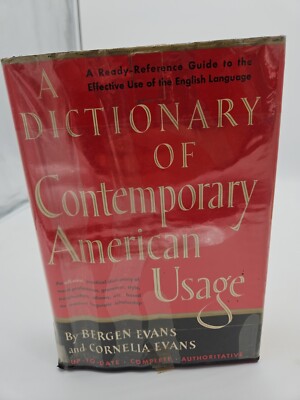 A Ready-Reference Guide to the
Effective Use of the English Language
A
DICTIONARY
OF
Contemporary
American
Usage
By BERGEN EVANS
and CORNELIA EVANS
UP-TO-DATE · COMPLETE · AUTHORITATIVE